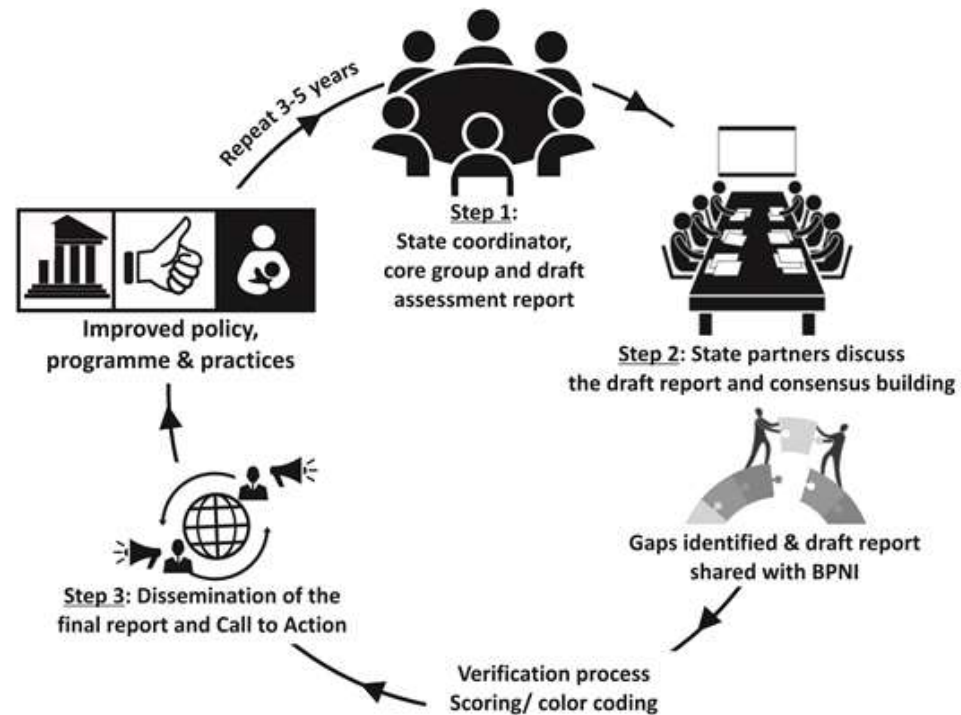 Repeat 3-5 years
Step 1:
State coordinator,
core group and draft
assessment report
Step 2: State partners discuss
the draft report and consensus building
Gaps identified & draft report
shared with BPNI
Verification process
Scoring/ color coding
Step 3: Dissemination of the
final report and Call to Action
Improved policy,
programme & practices